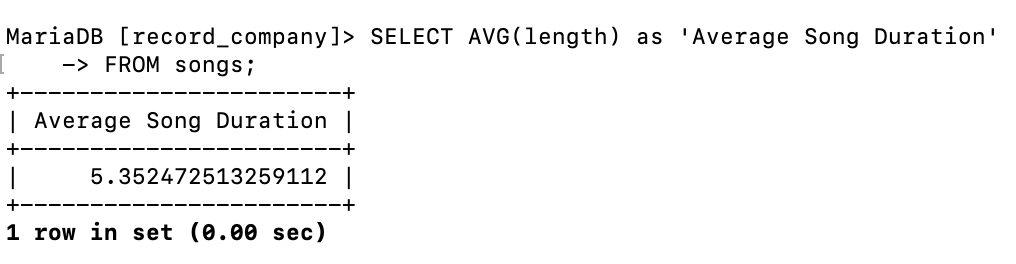 MariaDB [record_company]> SELECT AVG(length) as 'Average Song Duration'
    -> FROM songs;
+-----------------------+
| Average Song Duration |
+-----------------------+
|     5.352472513259112 |
+-----------------------+
1 row in set (0.00 sec)